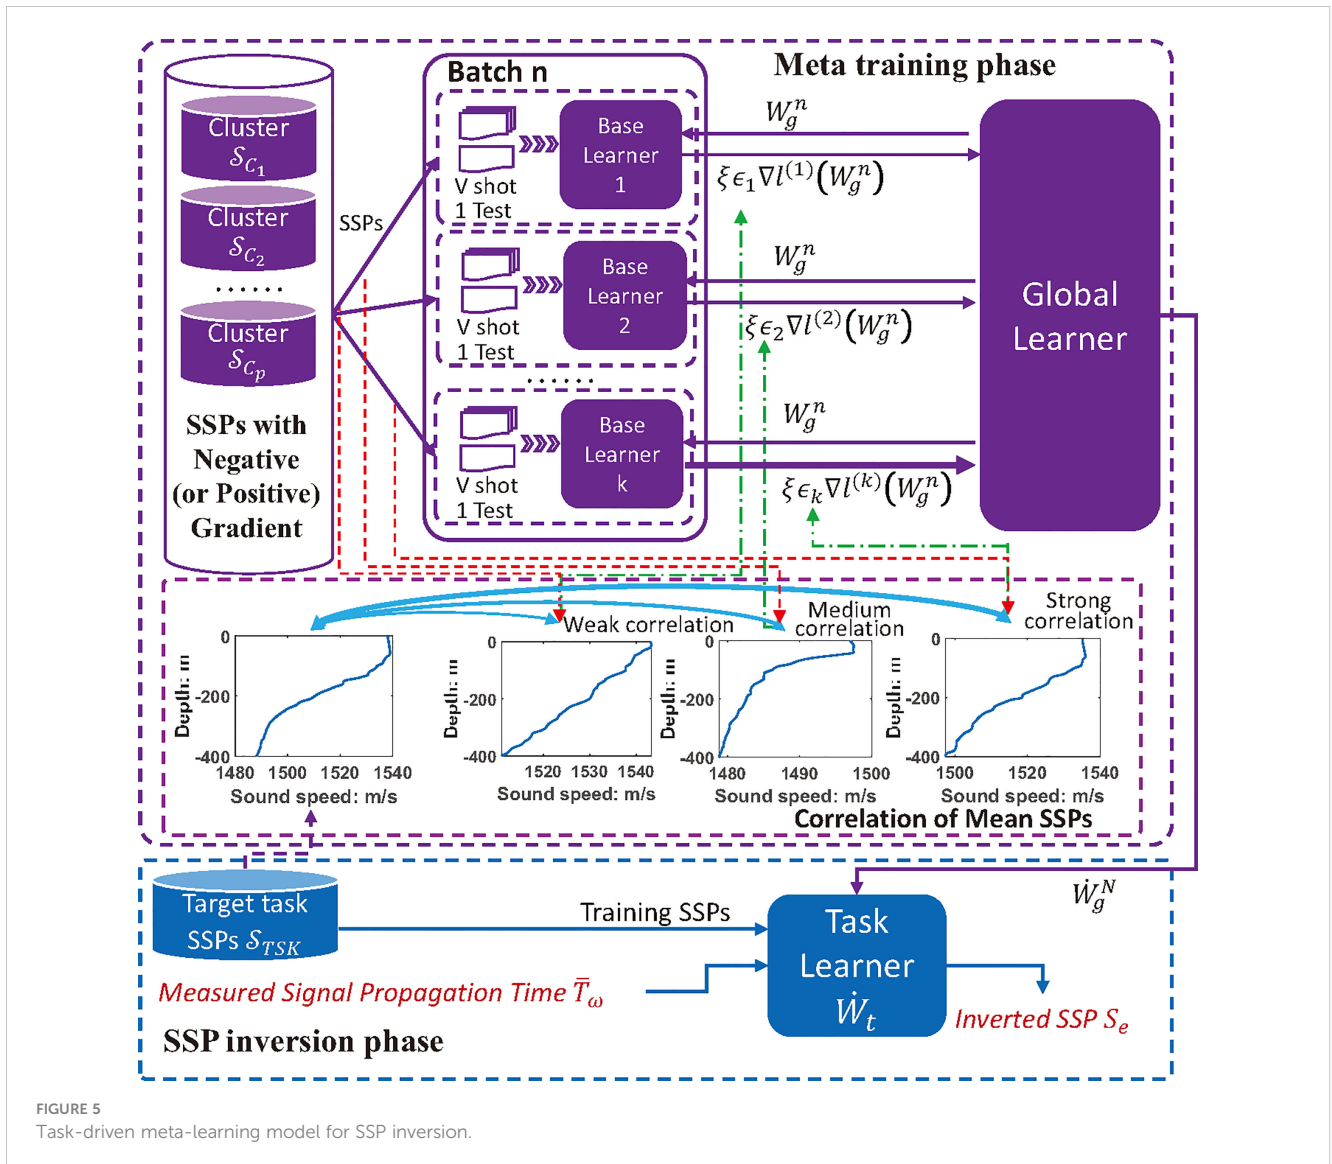 Meta training phase
Batch n
Cluster
𝒮_{C_1}
Cluster
𝒮_{C_2}
······
Cluster
𝒮_{C_p}
SSPs with
Negative
(or Positive)
Gradient
SSPs
V shot
1 Test
Base
Learner
1
V shot
1 Test
Base
Learner
2
······
V shot
1 Test
Base
Learner
k
W_g^n
ξϵ_1∇l^{(1)}(W_g^n)
W_g^n
ξϵ_2∇l^{(2)}(W_g^n)
W_g^n
ξϵ_k∇l^{(k)}(W_g^n)
Global
Learner
Weak correlation
Medium
correlation
Strong
correlation
Depth: m
0
-200
-400
1480 1500 1520 1540
Sound speed: m/s
Depth: m
0
-200
-400
1520 1530 1540
Sound speed: m/s
Depth: m
0
-200
-400
1480 1490 1500
Sound speed: m/s
Depth: m
0
-200
-400
1500 1520 1540
Sound speed: m/s
Correlation of Mean SSPs
Target task
SSPs 𝒮_{TSK}
Training SSPs
Ẇ_g^N
Task
Learner
Ẇ_t
Measured Signal Propagation Time T̅_ω
Inverted SSP S_e
SSP inversion phase
FIGURE 5
Task-driven meta-learning model for SSP inversion.